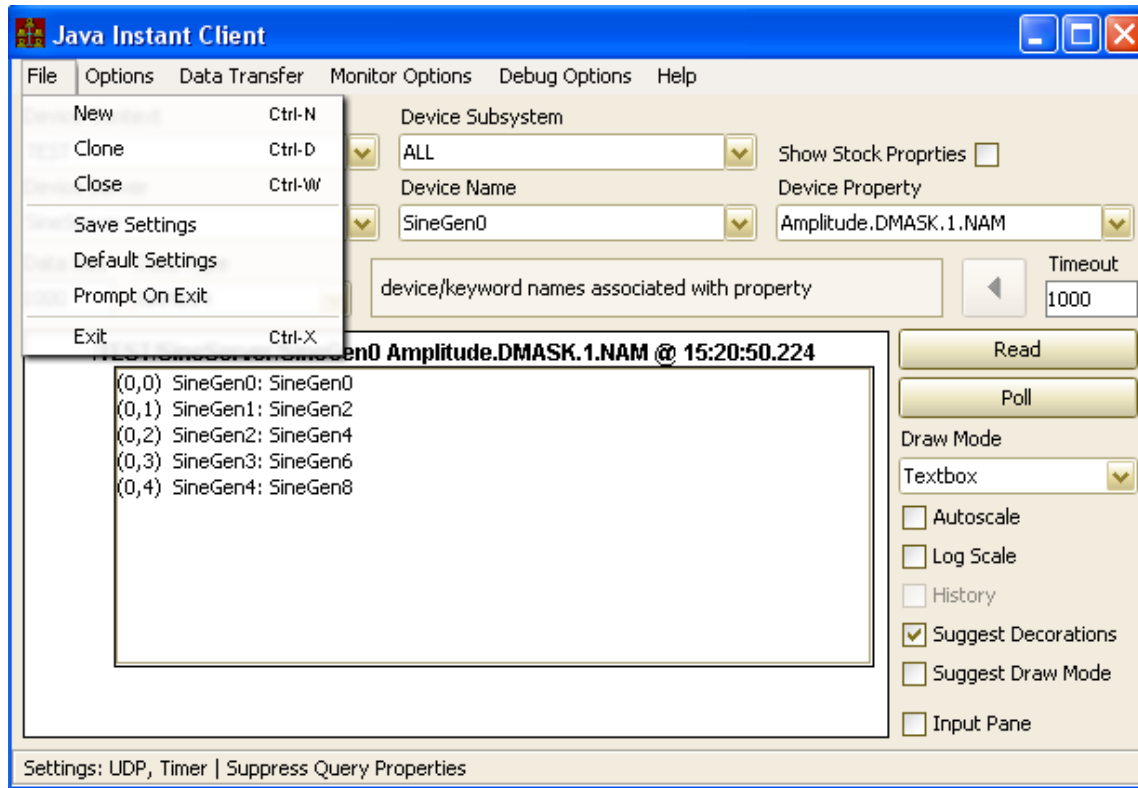 Java Instant Client
File Options Data Transfer Monitor Options Debug Options Help
New Ctrl-N
Clone Ctrl-D
Close Ctrl-W
Save Settings
Default Settings
Prompt On Exit
Exit Ctrl-X
Device Subsystem
ALL
Show Stock Proprties
Device Name
Device Property
SineGen0
Amplitude.DMASK.1.NAM
device/keyword names associated with property
Timeout
1000
Amplitude.DMASK.1.NAM @ 15:20:50.224
(0,0) SineGen0: SineGen0
(0,1) SineGen1: SineGen2
(0,2) SineGen2: SineGen4
(0,3) SineGen3: SineGen6
(0,4) SineGen4: SineGen8
Read
Poll
Draw Mode
Textbox
Autoscale
Log Scale
History
Suggest Decorations
Suggest Draw Mode
Input Pane
Settings: UDP, Timer | Suppress Query Properties